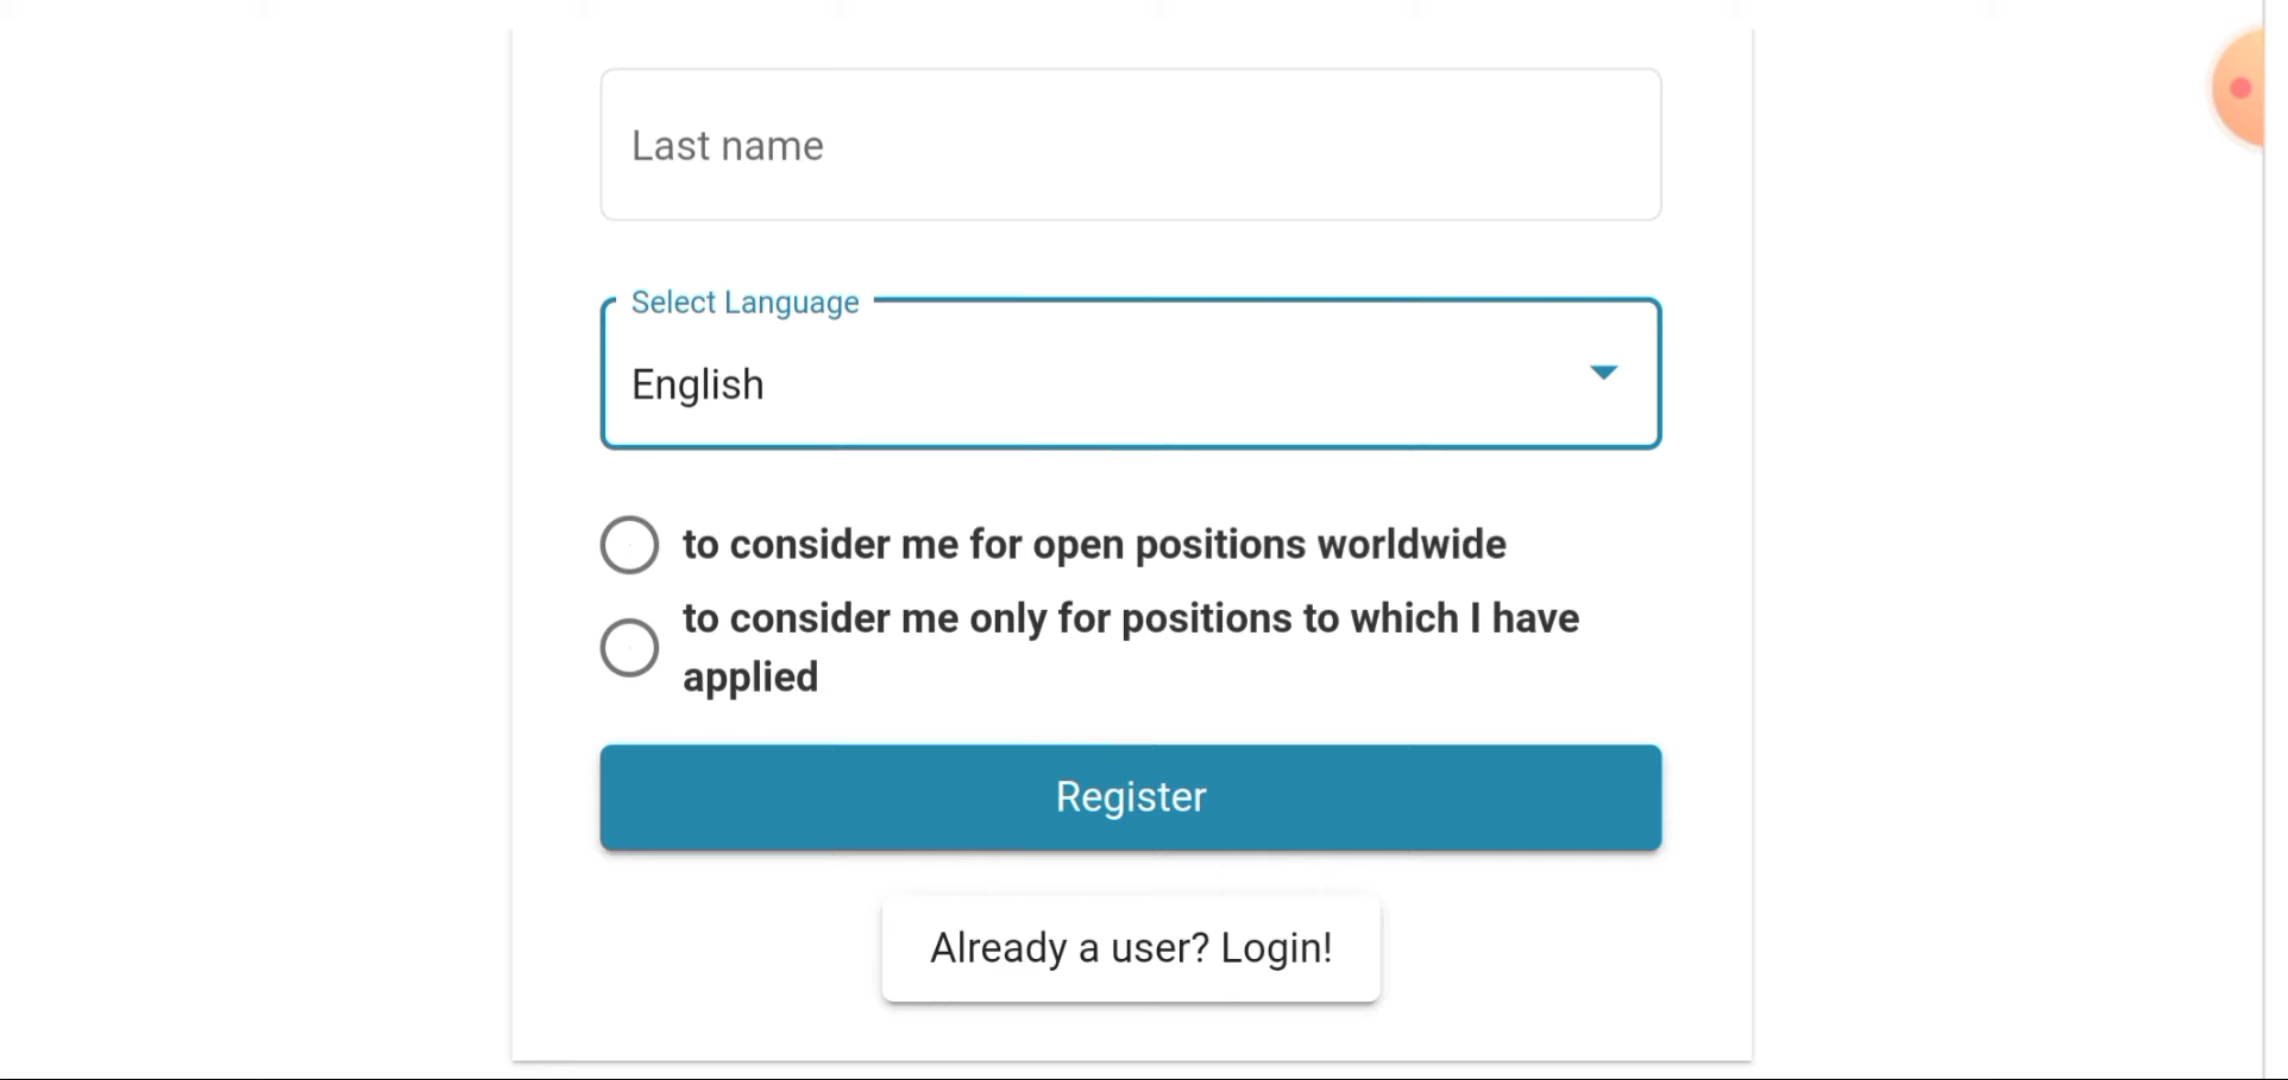 Last name
Select Language
English
to consider me for open positions worldwide
to consider me only for positions to which I have
applied
Register
Already a user? Login!